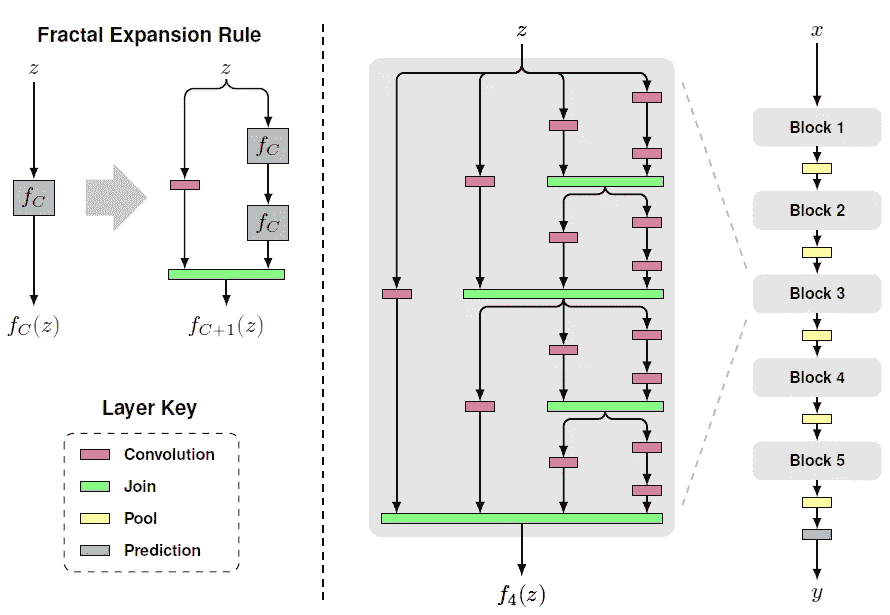 Fractal Expansion Rule
z
f_C
f_C(z)
z
f_C
f_C
f_{C+1}(z)
Layer Key
Convolution
Join
Pool
Prediction
z
f_4(z)
x
Block 1
Block 2
Block 3
Block 4
Block 5
y